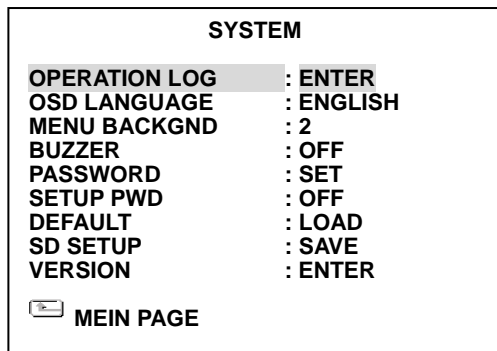 SYSTEM
OPERATION LOG : ENTER
OSD LANGUAGE : ENGLISH
MENU BACKGND : 2
BUZZER : OFF
PASSWORD : SET
SETUP PWD : OFF
DEFAULT : LOAD
SD SETUP : SAVE
VERSION : ENTER
MEIN PAGE